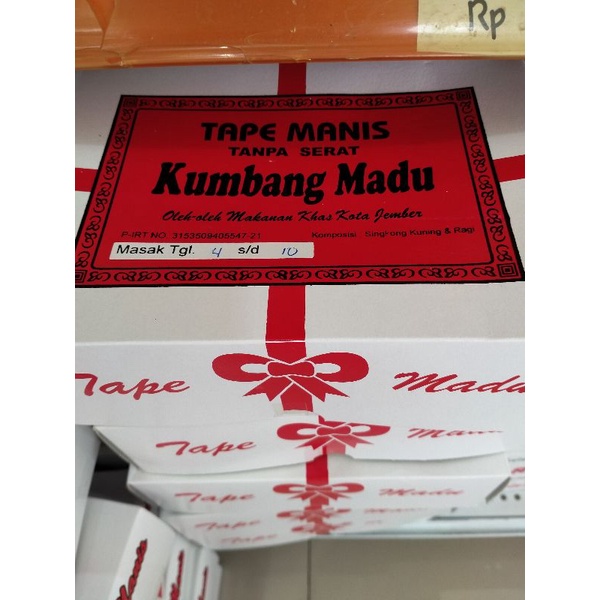 Rp
TAPE MANIS
TANPA SERAT
Kumbang Madu
Oleh-oleh Makanan Khas Kota Jember
P-IRT NO. 3153509405547-21 Komposisi : Singkong Kuning & Ragi
Masak Tgl. 4 s/d 10
Tape Madu
Tape
Tape Madu
Tape